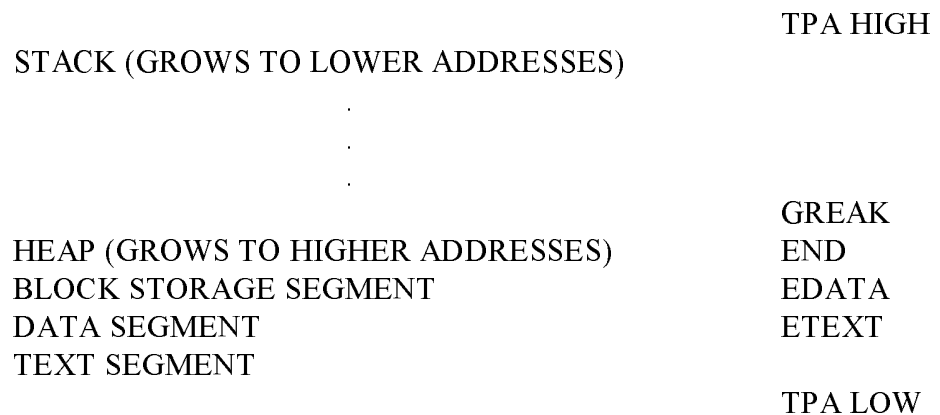 TPA HIGH
STACK (GROWS TO LOWER ADDRESSES)
.
.
.
GREAK
HEAP (GROWS TO HIGHER ADDRESSES) END
BLOCK STORAGE SEGMENT EDATA
DATA SEGMENT ETEXT
TEXT SEGMENT
TPA LOW